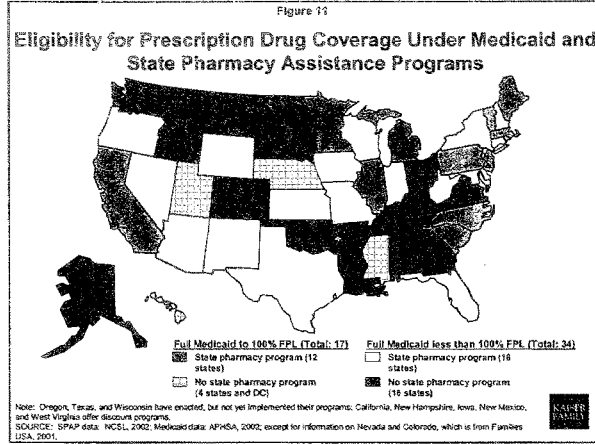 Figure 11
Eligibility for Prescription Drug Coverage Under Medicaid and
State Pharmacy Assistance Programs
Full Medicaid to 100% FPL (Total: 17)
State pharmacy program (12
states)
No state pharmacy program
(4 states and DC)
Full Medicaid less than 100% FPL (Total: 34)
State pharmacy program (18
states)
No state pharmacy program
(16 states)
Note: Oregon, Texas, and Wisconsin have enacted, but not yet implemented their programs; California, New Hampshire, Iowa, New Mexico,
and West Virginia offer discount programs.
SOURCE: SPAP data: NCSL, 2002; Medicaid data: APHSA, 2002; except for information on Nevada and Colorado, which is from Families
USA, 2001.
KAISER
FAMILY